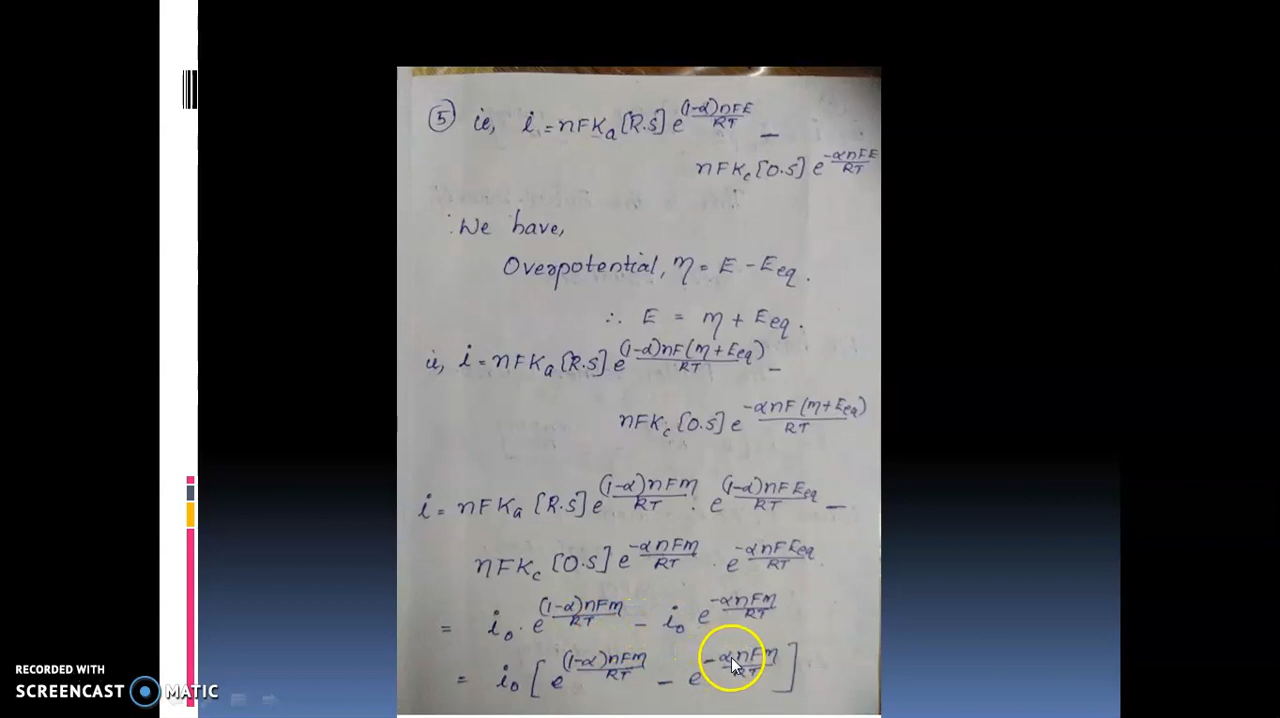 ⑤ ie, i = nFKa[R.S] e^((1-α)nFE/RT) –
nFKc[O.S] e^(-αnFE/RT)
∴ We have,
Overpotential, η = E - Eeq.
∴ E = η + Eeq.
ie, i = nFKa[R.S] e^((1-α)nF(η+Eeq)/RT) –
nFKc[O.S] e^(-αnF(η+Eeq)/RT)
i = nFKa[R.S] e^((1-α)nFη/RT) . e^((1-α)nFEeq/RT) –
nFKc[O.S] e^(-αnFη/RT) . e^(-αnFEeq/RT).
= i₀ . e^((1-α)nFη/RT) – i₀ e^(-αnFη/RT)
= i₀ [ e^((1-α)nFη/RT) – e^(-αnFη/RT) ]
RECORDED WITH
SCREENCAST MATIC